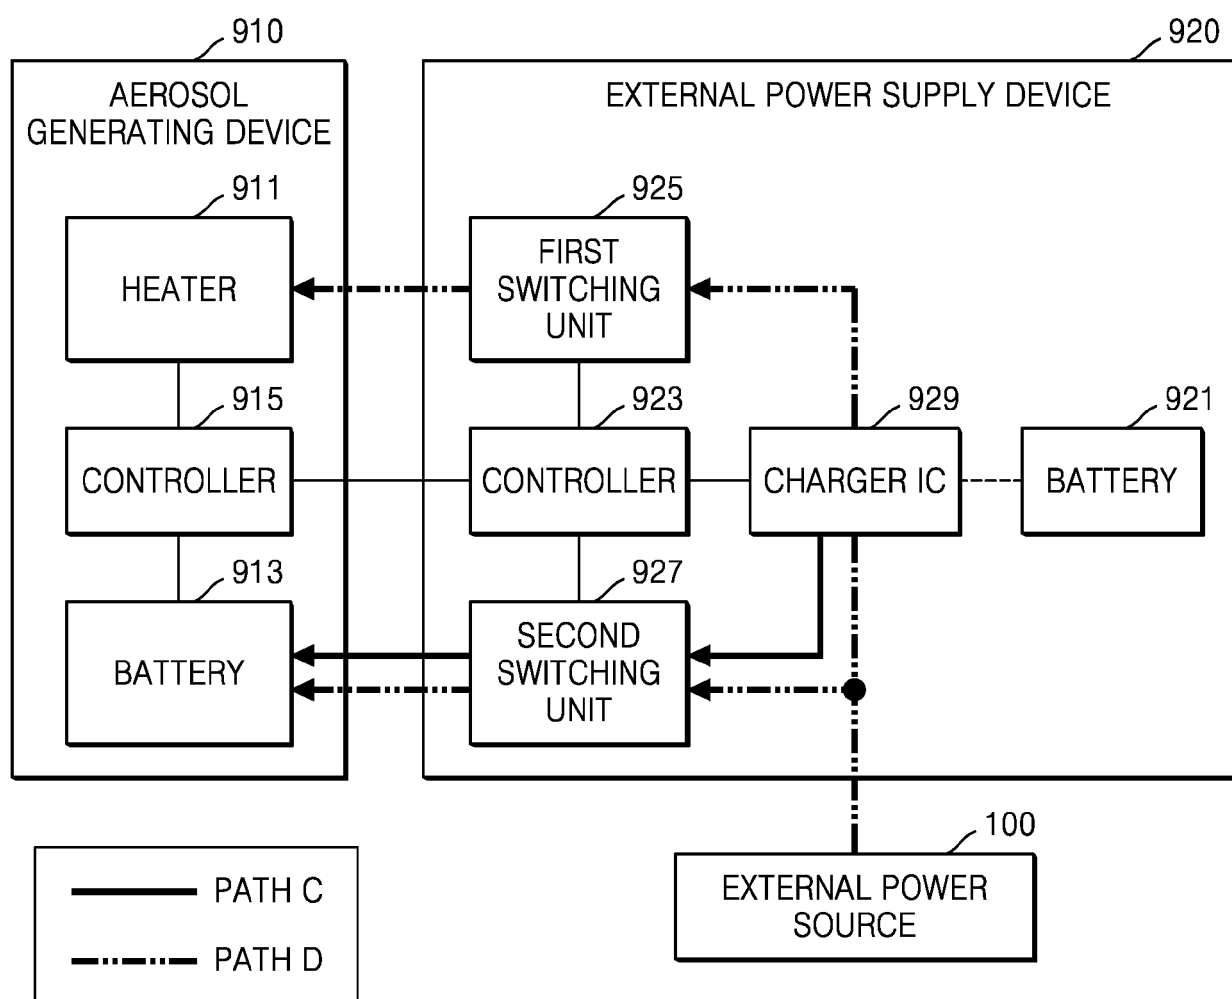 910
920
AEROSOL
GENERATING DEVICE
EXTERNAL POWER SUPPLY DEVICE
911
925
HEATER
FIRST
SWITCHING
UNIT
915
923
929
921
CONTROLLER
CONTROLLER
CHARGER IC
BATTERY
913
927
BATTERY
SECOND
SWITCHING
UNIT
100
EXTERNAL POWER
SOURCE
PATH C
PATH D